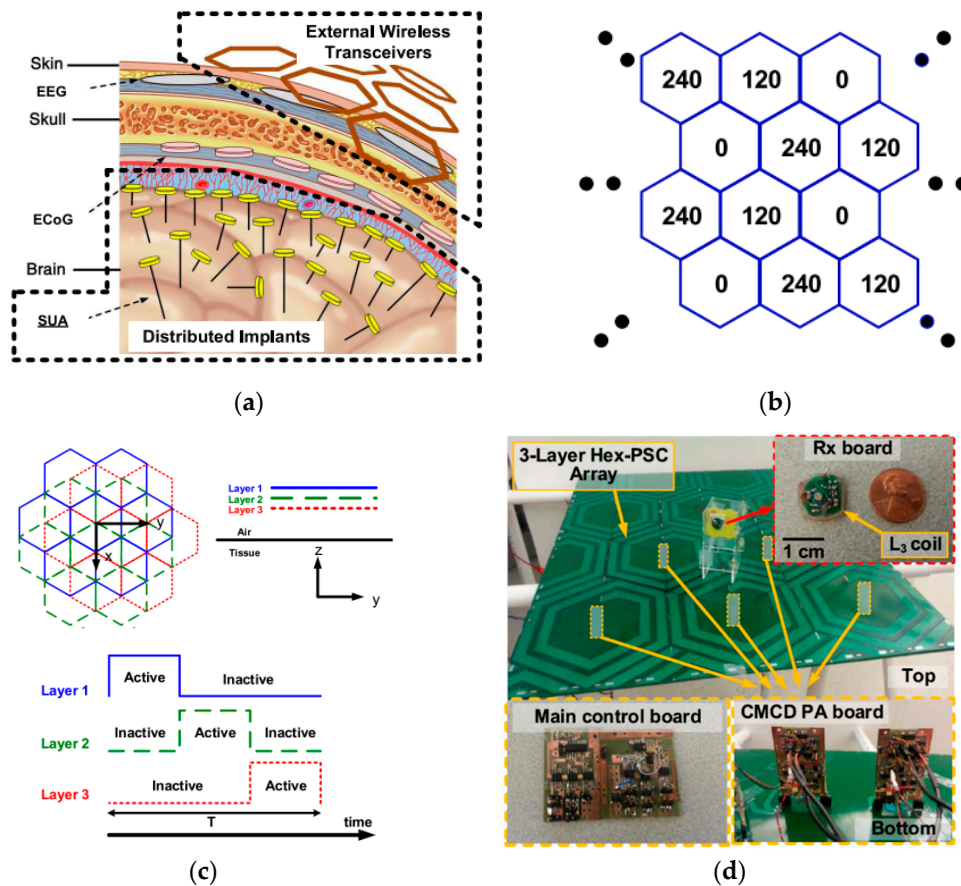 External Wireless
Transceivers
Skin
EEG
Skull
ECoG
Brain
SUA
Distributed Implants
(a)
240 120 0
0 240 120
240 120 0
0 240 120
(b)
y
x
Layer 1
Layer 2
Layer 3
Air
Tissue
z
y
Layer 1 Active Inactive
Layer 2 Inactive Active Inactive
Layer 3 Inactive Active
T time
(c)
3-Layer Hex-PSC
Array
Rx board
1 cm
L3 coil
Top
Main control board
CMCD PA board
Bottom
(d)